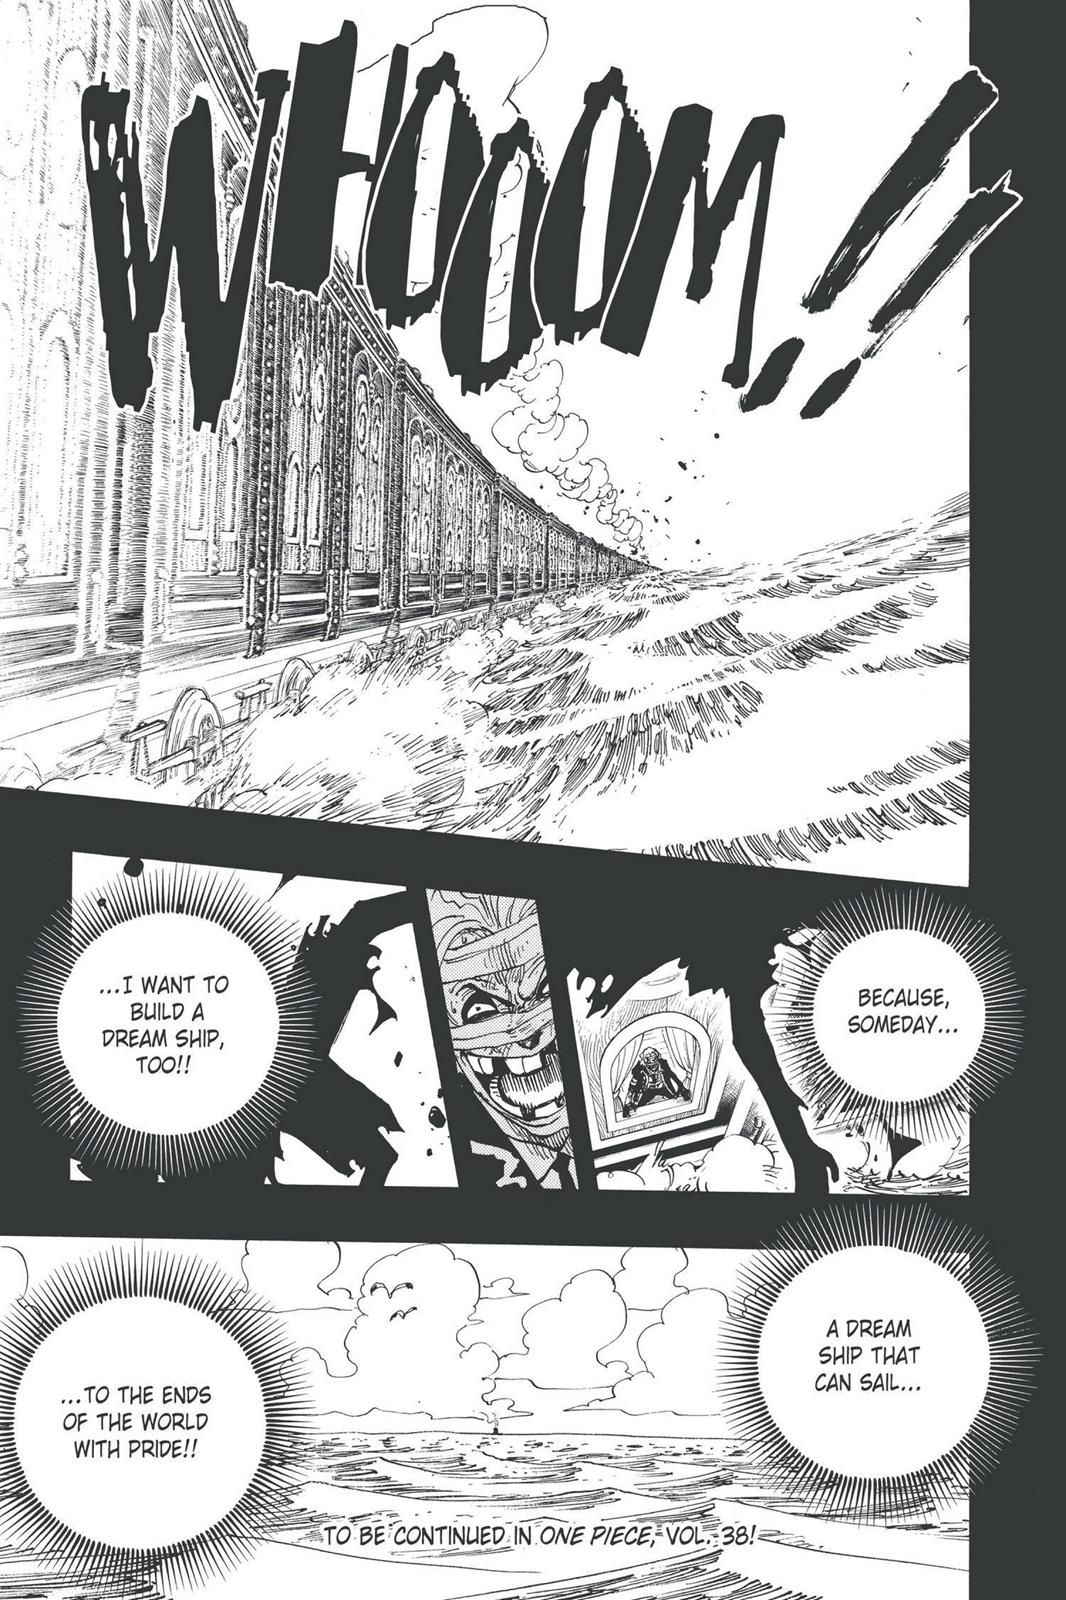 WHOOOM!!
BECAUSE,
SOMEDAY...
...I WANT TO
BUILD A
DREAM SHIP,
TOO!!
A DREAM
SHIP THAT
CAN SAIL...
...TO THE ENDS
OF THE WORLD
WITH PRIDE!!
TO BE CONTINUED IN ONE PIECE, VOL. 38!